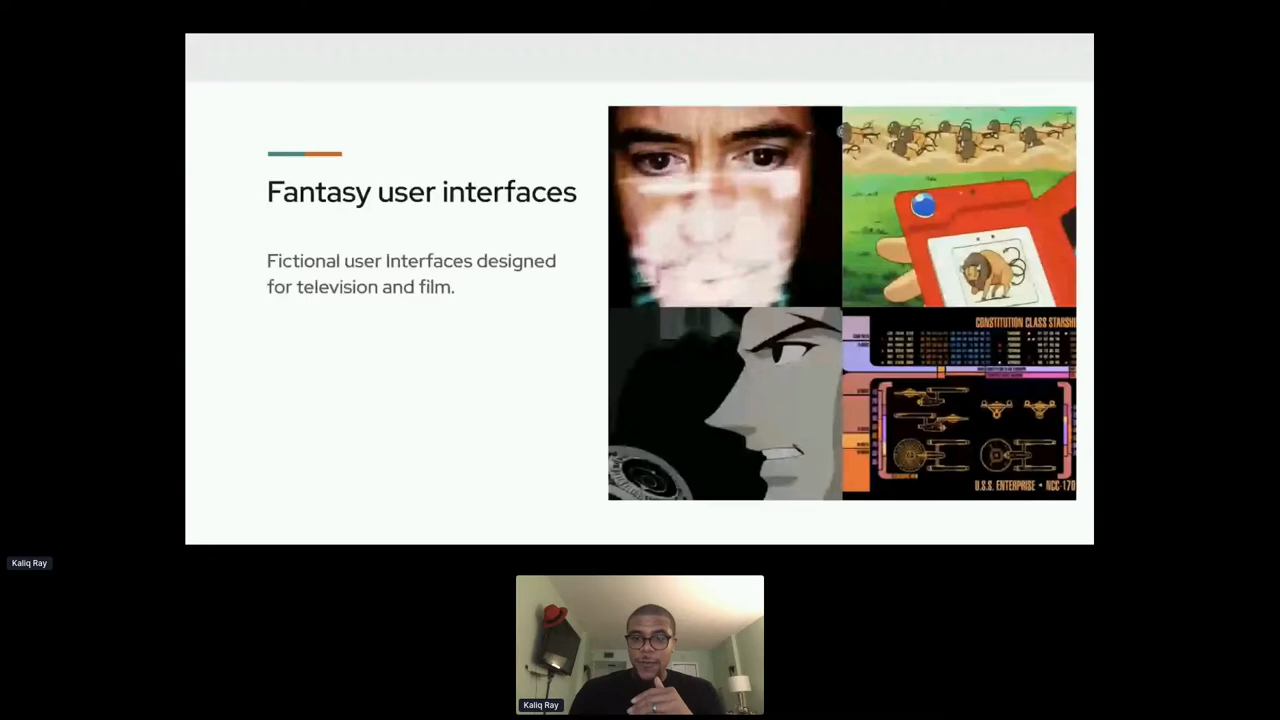 Fantasy user interfaces
Fictional user Interfaces designed
for television and film.
CONSTITUTION CLASS STARSHI
U.S.S. ENTERPRISE • NCC-170
Kaliq Ray
Kaliq Ray